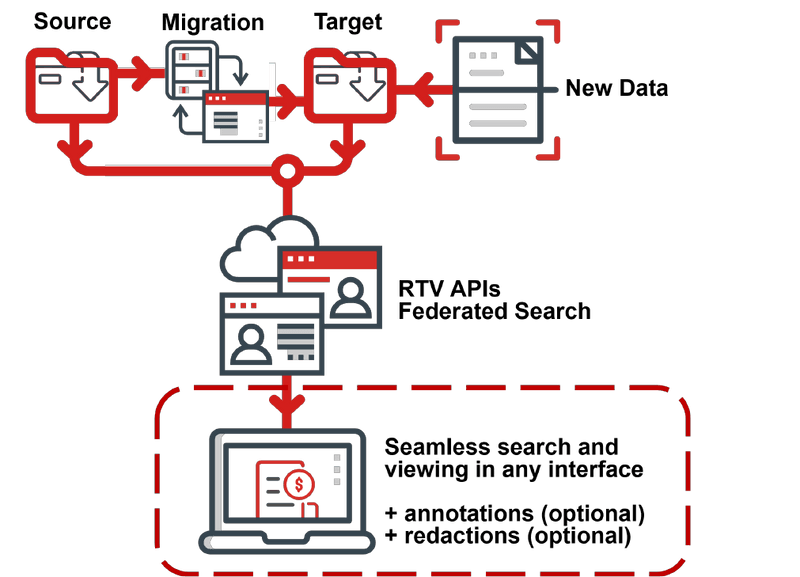 Source
Migration
Target
New Data
RTV APIs
Federated Search
$
Seamless search and
viewing in any interface
+ annotations (optional)
+ redactions (optional)